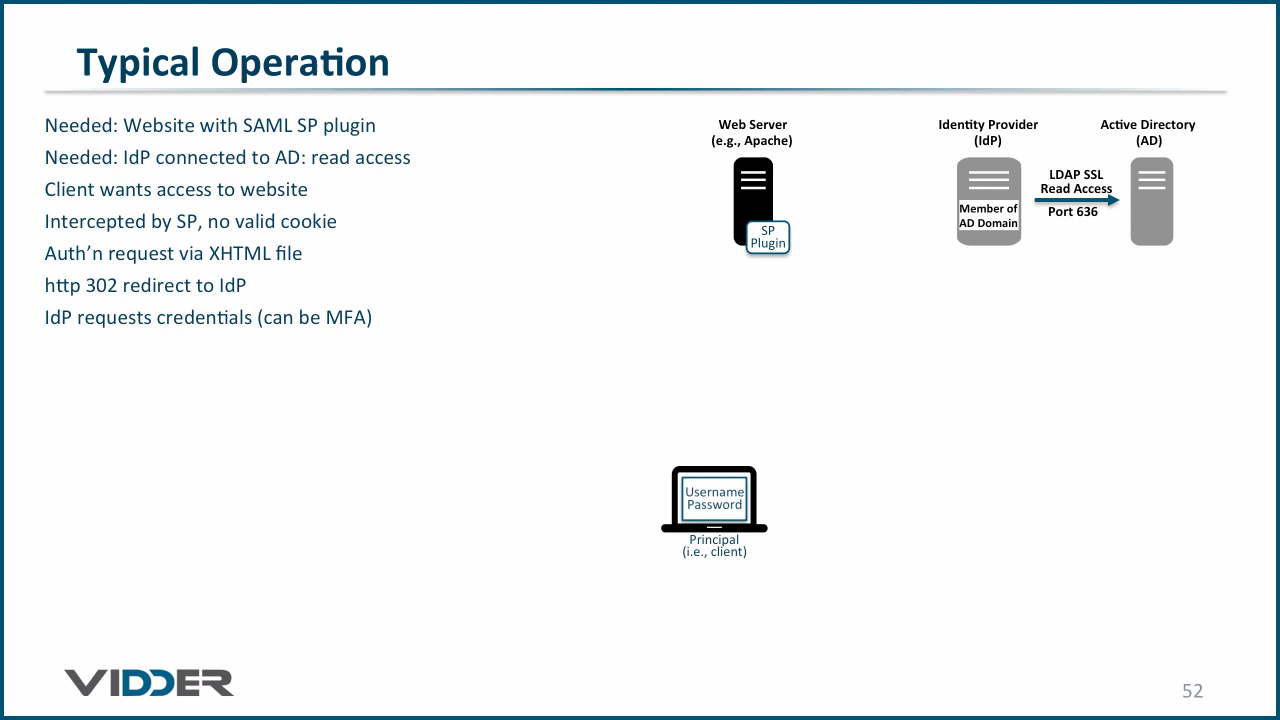 Typical Operation
Needed: Website with SAML SP plugin
Needed: IdP connected to AD: read access
Client wants access to website
Intercepted by SP, no valid cookie
Auth’n request via XHTML file
http 302 redirect to IdP
IdP requests credentials (can be MFA)
Web Server
(e.g., Apache)
SP
Plugin
Identity Provider
(IdP)
Member of
AD Domain
LDAP SSL
Read Access
Port 636
Active Directory
(AD)
Username
Password
Principal
(i.e., client)
VIDDER
52